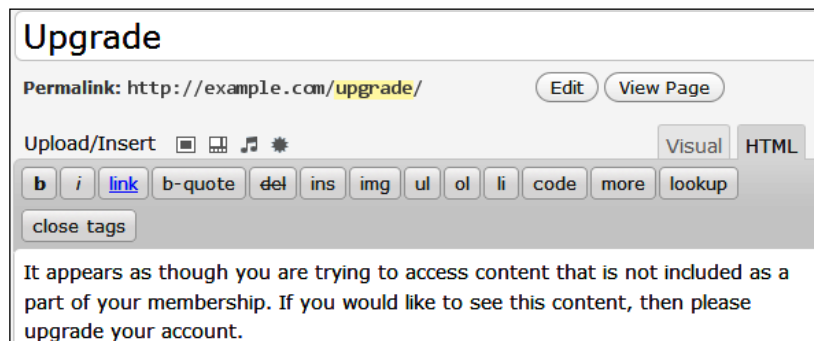 Upgrade
Permalink: http://example.com/upgrade/ Edit View Page
Upload/Insert Visual HTML
b i link b-quote del ins img ul ol li code more lookup
close tags
It appears as though you are trying to access content that is not included as a
part of your membership. If you would like to see this content, then please
upgrade your account.